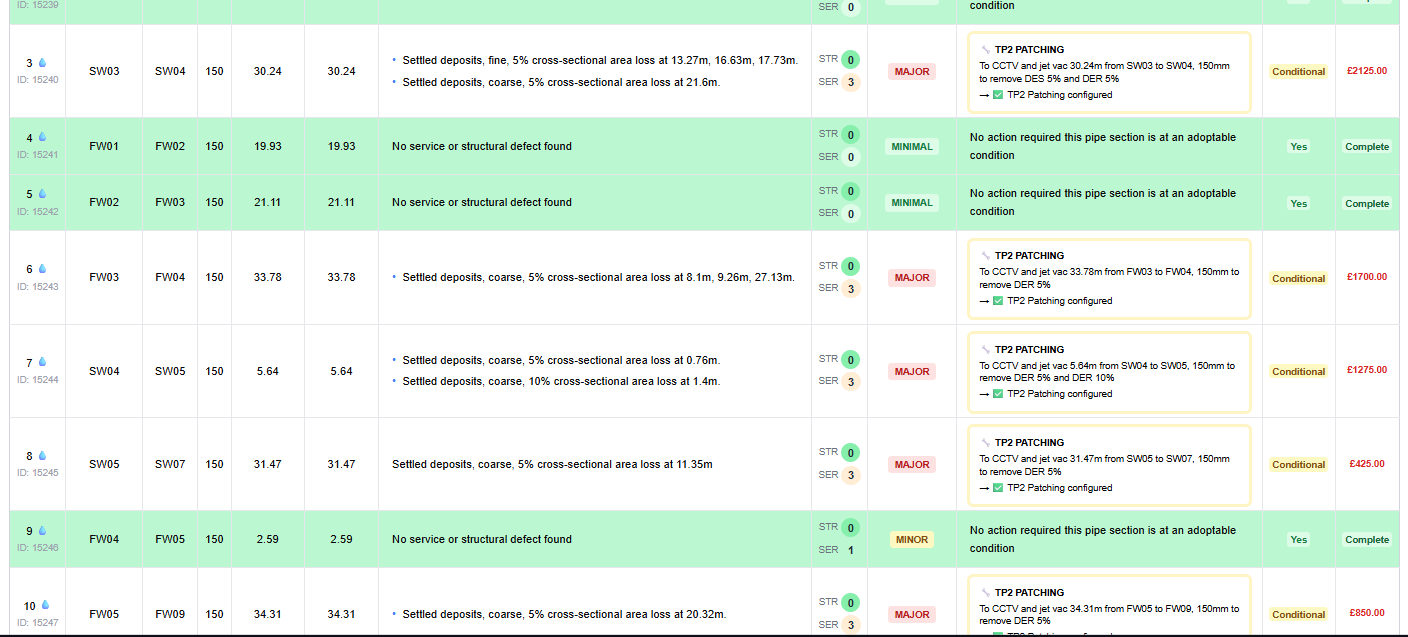 ID: 15239
SER 0
condition
3
ID: 15240
SW03
SW04
150
30.24
30.24
• Settled deposits, fine, 5% cross-sectional area loss at 13.27m, 16.63m, 17.73m.
• Settled deposits, coarse, 5% cross-sectional area loss at 21.6m.
STR 0
SER 3
MAJOR
TP2 PATCHING
To CCTV and jet vac 30.24m from SW03 to SW04, 150mm
to remove DES 5% and DER 5%
→ ✅ TP2 Patching configured
Conditional
£2125.00
4
ID: 15241
FW01
FW02
150
19.93
19.93
No service or structural defect found
STR 0
SER 0
MINIMAL
No action required this pipe section is at an adoptable
condition
Yes
Complete
5
ID: 15242
FW02
FW03
150
21.11
21.11
No service or structural defect found
STR 0
SER 0
MINIMAL
No action required this pipe section is at an adoptable
condition
Yes
Complete
6
ID: 15243
FW03
FW04
150
33.78
33.78
• Settled deposits, coarse, 5% cross-sectional area loss at 8.1m, 9.26m, 27.13m.
STR 0
SER 3
MAJOR
TP2 PATCHING
To CCTV and jet vac 33.78m from FW03 to FW04, 150mm to
remove DER 5%
→ ✅ TP2 Patching configured
Conditional
£1700.00
7
ID: 15244
SW04
SW05
150
5.64
5.64
• Settled deposits, coarse, 5% cross-sectional area loss at 0.76m.
• Settled deposits, coarse, 10% cross-sectional area loss at 1.4m.
STR 0
SER 3
MAJOR
TP2 PATCHING
To CCTV and jet vac 5.64m from SW04 to SW05, 150mm to
remove DER 5% and DER 10%
→ ✅ TP2 Patching configured
Conditional
£1275.00
8
ID: 15245
SW05
SW07
150
31.47
31.47
Settled deposits, coarse, 5% cross-sectional area loss at 11.35m
STR 0
SER 3
MAJOR
TP2 PATCHING
To CCTV and jet vac 31.47m from SW05 to SW07, 150mm
to remove DER 5%
→ ✅ TP2 Patching configured
Conditional
£425.00
9
ID: 15246
FW04
FW05
150
2.59
2.59
No service or structural defect found
STR 0
SER 1
MINOR
No action required this pipe section is at an adoptable
condition
Yes
Complete
10
ID: 15247
FW05
FW09
150
34.31
34.31
• Settled deposits, coarse, 5% cross-sectional area loss at 20.32m.
STR 0
SER 3
MAJOR
TP2 PATCHING
To CCTV and jet vac 34.31m from FW05 to FW09, 150mm to
remove DER 5%
Conditional
£850.00